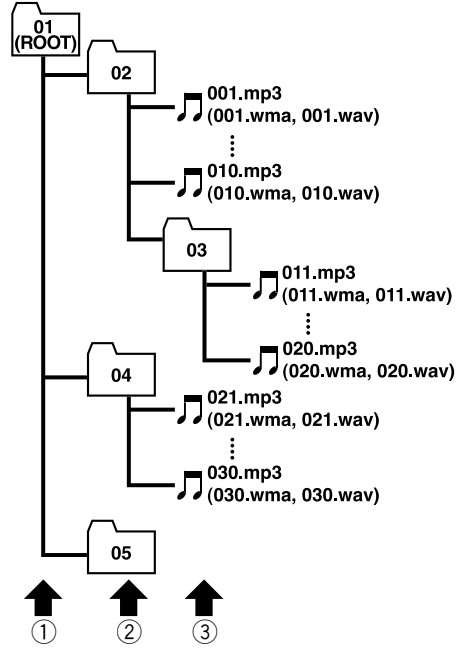 01
(ROOT)
02
001.mp3
(001.wma, 001.wav)
010.mp3
(010.wma, 010.wav)
03
011.mp3
(011.wma, 011.wav)
020.mp3
(020.wma, 020.wav)
04
021.mp3
(021.wma, 021.wav)
030.mp3
(030.wma, 030.wav)
05
① ② ③